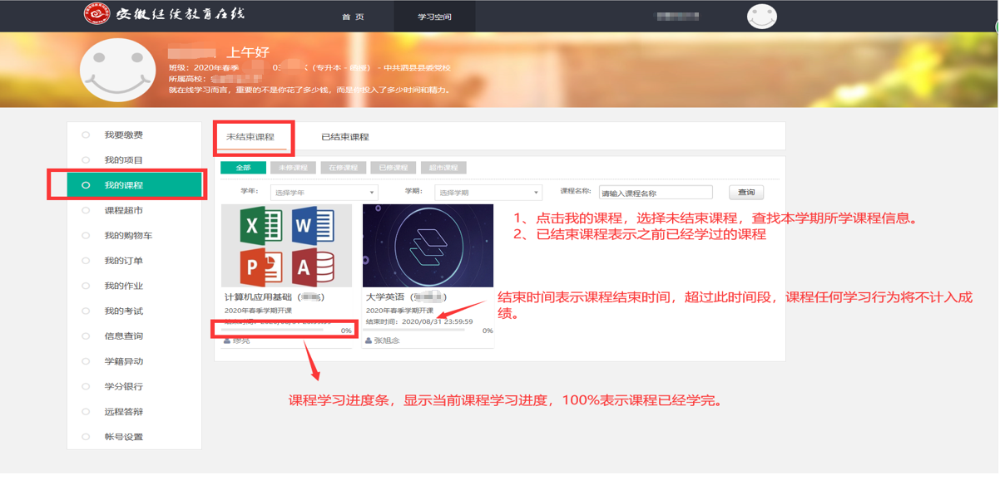 安徽继续教育在线
首 页
学习空间
上午好
班级：2020年春季 03 （专升本 - 函授） - 中共泗县县委党校
所属高校：
就在线学习而言，重要的不是你花了多少钱，而是你投入了多少时间和精力。
我要缴费
我的项目
我的课程
课程超市
我的购物车
我的订单
我的作业
我的考试
信息查询
学籍异动
学分银行
远程答辩
帐号设置
未结束课程
已结束课程
全部
未修课程
在修课程
已修课程
超市课程
学年：
选择学年
学期：
选择学期
课程名称：
请输入课程名称
查询
1、点击我的课程，选择未结束课程，查找本学期所学课程信息。
2、已结束课程表示之前已经学过的课程
X
W
P
A
计算机应用基础（ ）
2020年春季学期开课
结束时间：2020/08/31 23:59:59
0%
缪亮
大学英语（ ）
2020年春季学期开课
结束时间：2020/08/31 23:59:59
0%
张旭念
结束时间表示课程结束时间，超过此时间段，课程任何学习行为将不计入成
绩。
课程学习进度条，显示当前课程学习进度，100%表示课程已经学完。